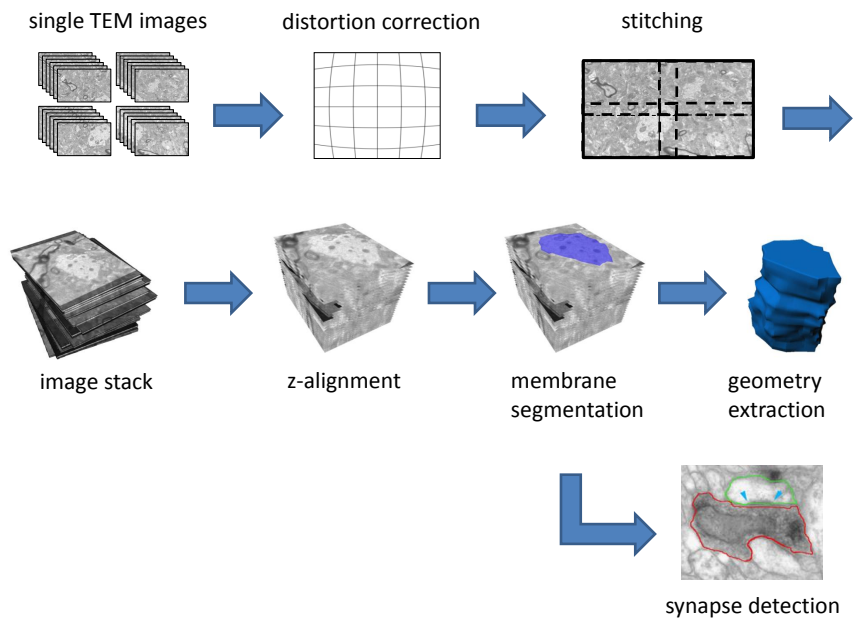 single TEM images
distortion correction
stitching
image stack
z-alignment
membrane
segmentation
geometry
extraction
synapse detection